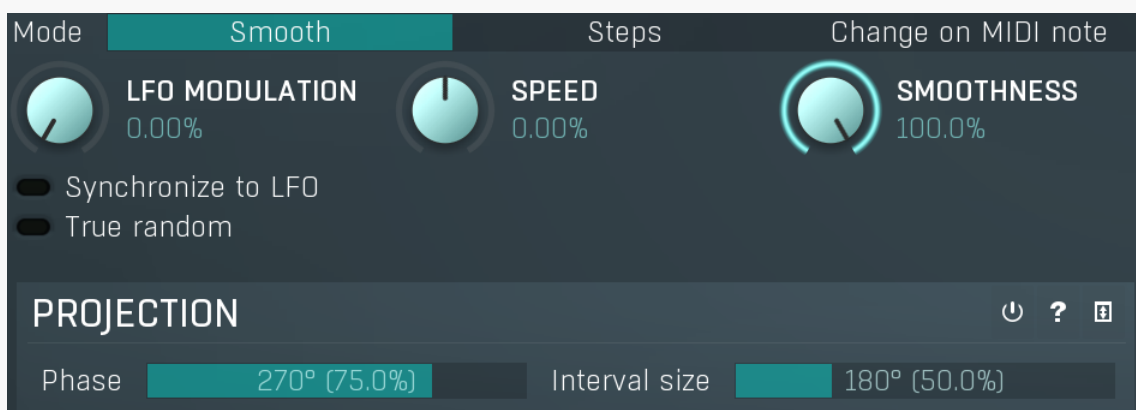 Mode Smooth Steps Change on MIDI note
LFO MODULATION SPEED SMOOTHNESS
0.00% 0.00% 100.0%
Synchronize to LFO
True random
PROJECTION ?
Phase 270° (75.0%) Interval size 180° (50.0%)